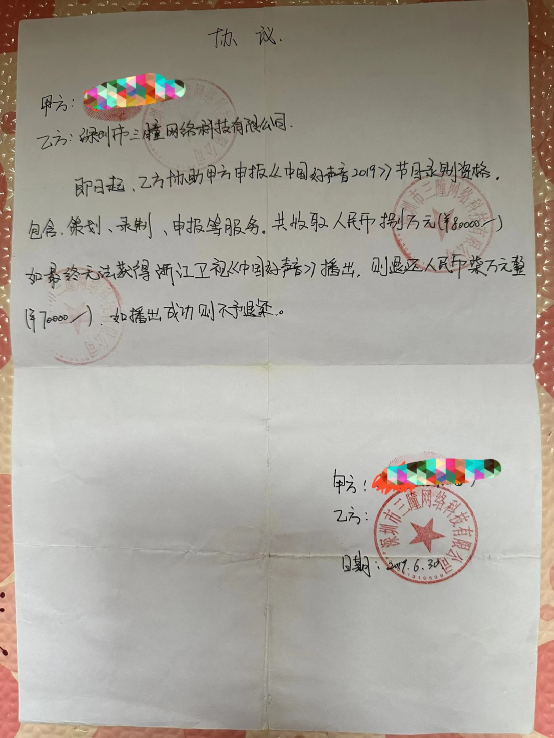 协 议.
甲方:
乙方: 深圳市三瞳网络科技有限公司.
即日起、乙方协助甲方申报《中国好声音2019》节目录制资格.
包含、策划、录制、申报等服务。共收取人民币捌万元(¥80000—)
如最终无法获得浙江卫视《中国好声音》播出, 则退还人民币柒万元整
(¥70000—). 如播出成功则不予退还。
甲方:
乙方:
深圳市三瞳网络科技有限公司
日期: 2019.6.30